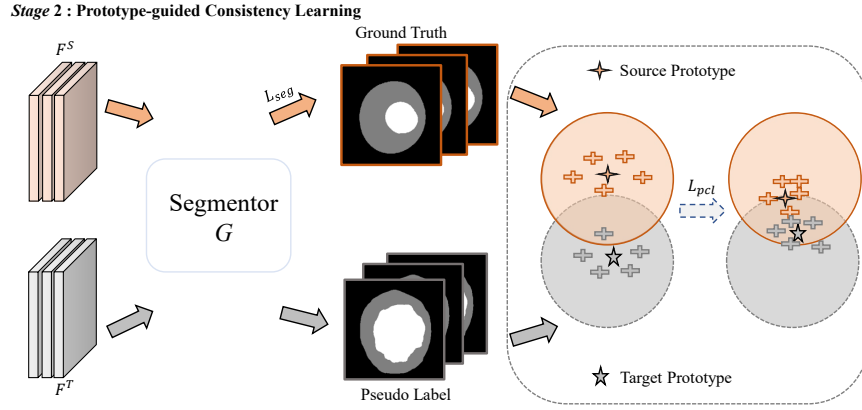 Stage 2 : Prototype-guided Consistency Learning
F^S
Ground Truth
L_seg
Source Prototype
Segmentor
G
L_pcl
F^T
Pseudo Label
Target Prototype